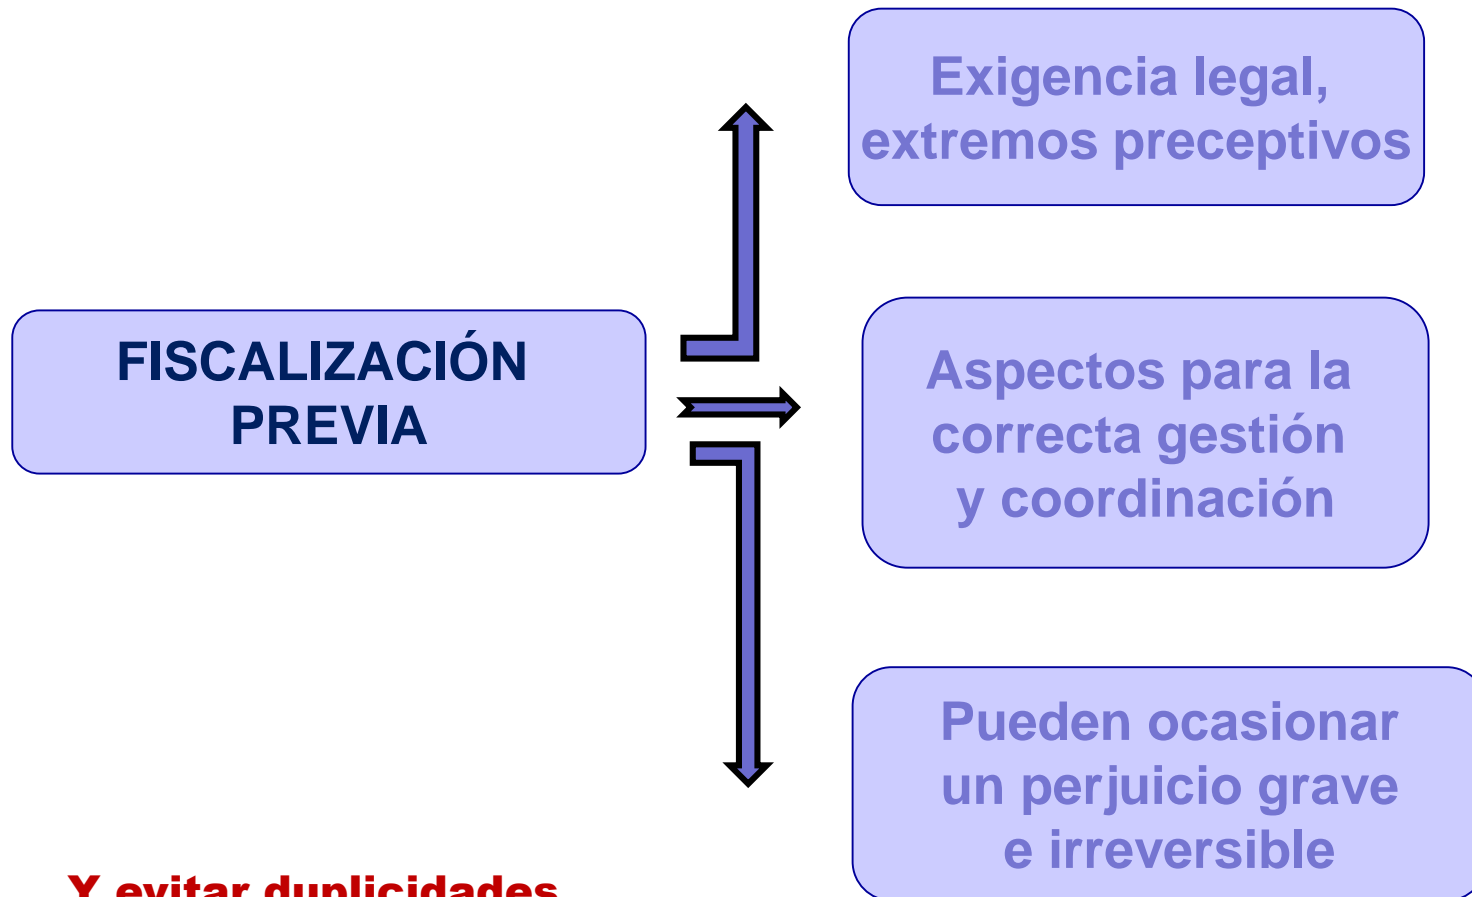 Exigencia legal,
extremos preceptivos
FISCALIZACIÓN
PREVIA
Aspectos para la
correcta gestión
y coordinación
Pueden ocasionar
un perjuicio grave
e irreversible
Y evitar duplicidades